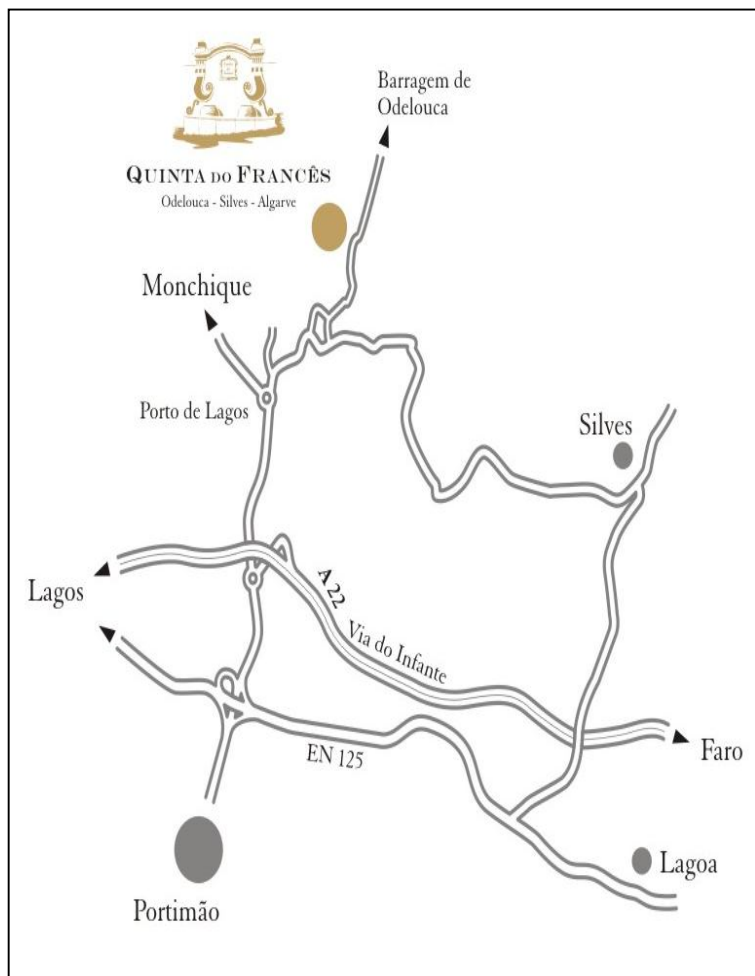 Barragem de
Odelouca
QUINTA DO FRANCÊS
Odelouca - Silves - Algarve
Monchique
Porto de Lagos
Silves
Lagos
A 22
Via do Infante
EN 125
Faro
Lagoa
Portimão